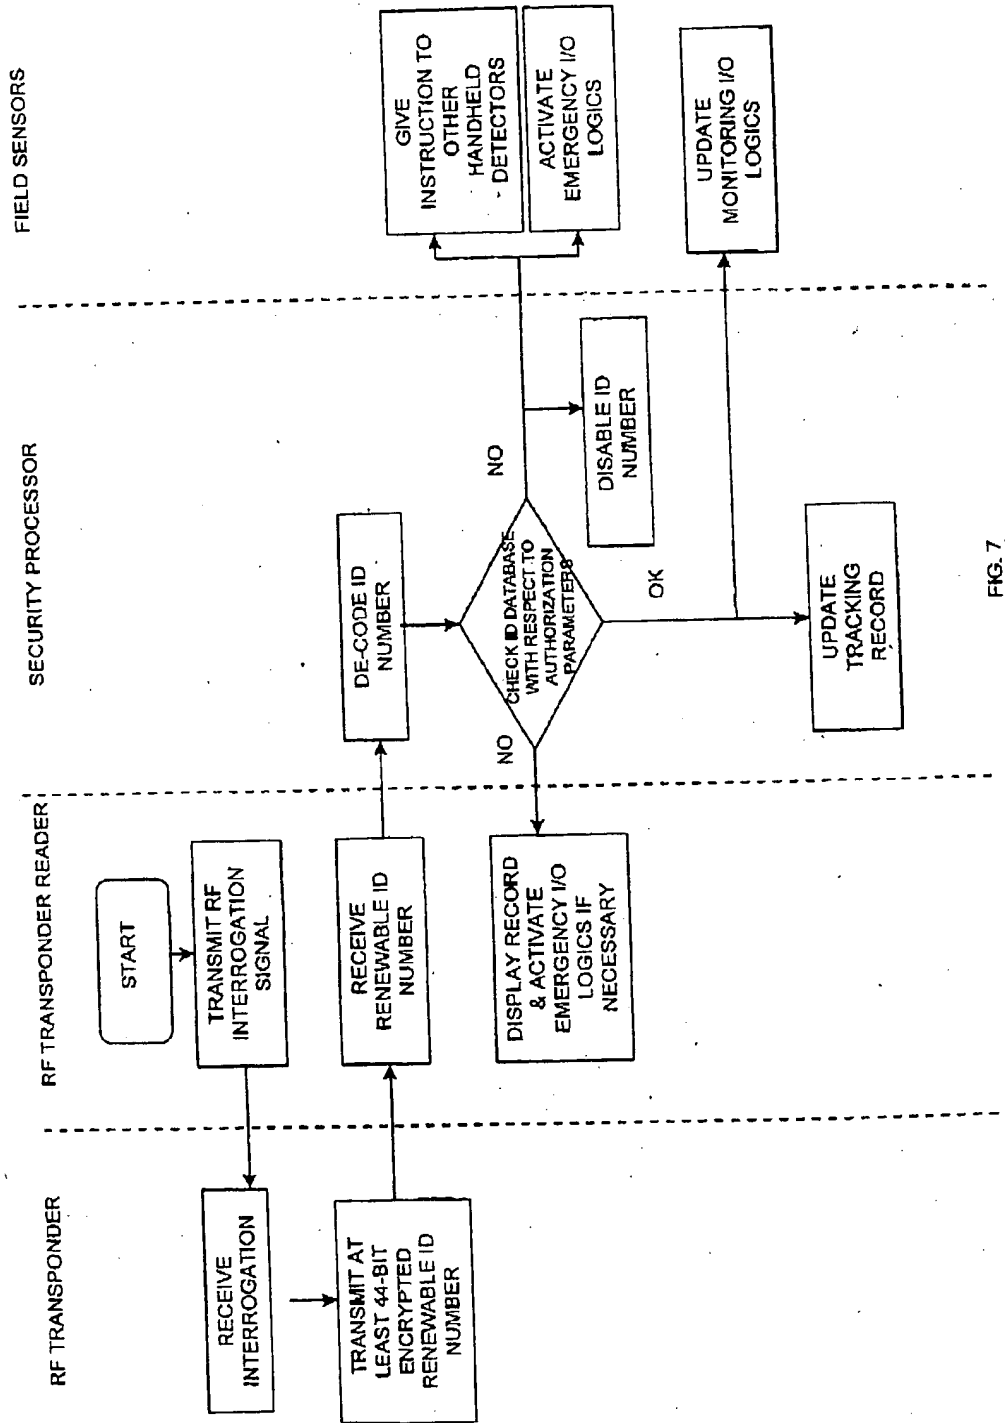 RF TRANSPONDER
RF TRANSPONDER READER
SECURITY PROCESSOR
FIELD SENSORS
START
TRANSMIT RF
INTERROGATION
SIGNAL
RECEIVE
INTERROGATION
TRANSMIT AT
LEAST 44-BIT
ENCRYPTED
RENEWABLE ID
NUMBER
RECEIVE
RENEWABLE ID
NUMBER
DE-CODE ID
NUMBER
CHECK ID DATABASE
WITH RESPECT TO
AUTHORIZATION
PARAMETERS
NO
DISPLAY RECORD
& ACTIVATE
EMERGENCY I/O
LOGICS IF
NECESSARY
NO
DISABLE ID
NUMBER
GIVE
INSTRUCTION TO
OTHER
HANDHELD
DETECTORS
ACTIVATE
EMERGENCY I/O
LOGICS
OK
UPDATE
TRACKING
RECORD
UPDATE
MONITORING I/O
LOGICS
FIG. 7